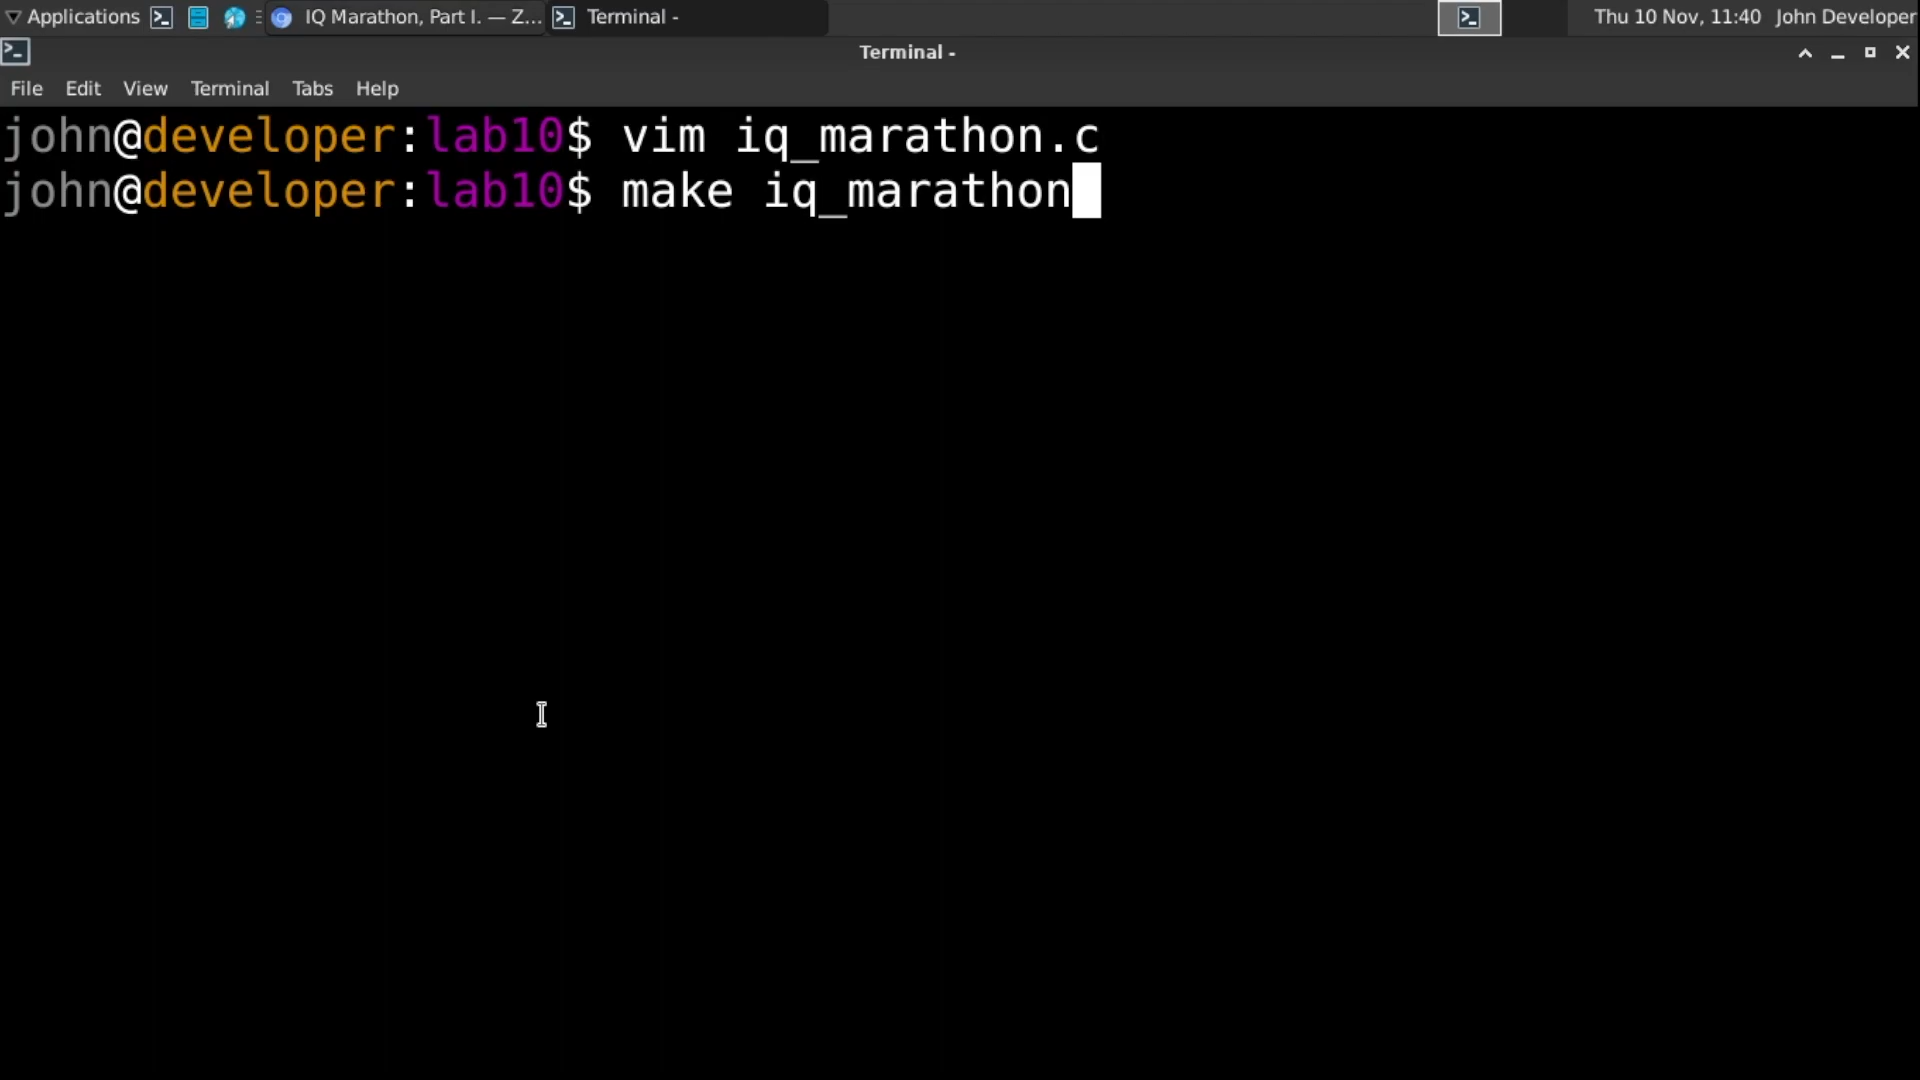 Applications IQ Marathon, Part I. — Z... Terminal - Thu 10 Nov, 11:40 John Developer
Terminal -
File Edit View Terminal Tabs Help
john@developer:lab10$ vim iq_marathon.c
john@developer:lab10$ make iq_marathon